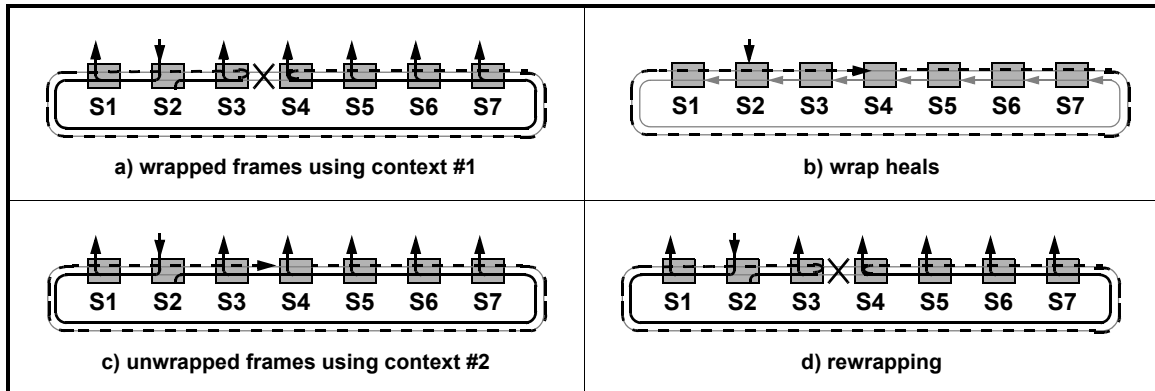 S1 S2 S3 S4 S5 S6 S7
a) wrapped frames using context #1
S1 S2 S3 S4 S5 S6 S7
b) wrap heals
S1 S2 S3 S4 S5 S6 S7
c) unwrapped frames using context #2
S1 S2 S3 S4 S5 S6 S7
d) rewrapping